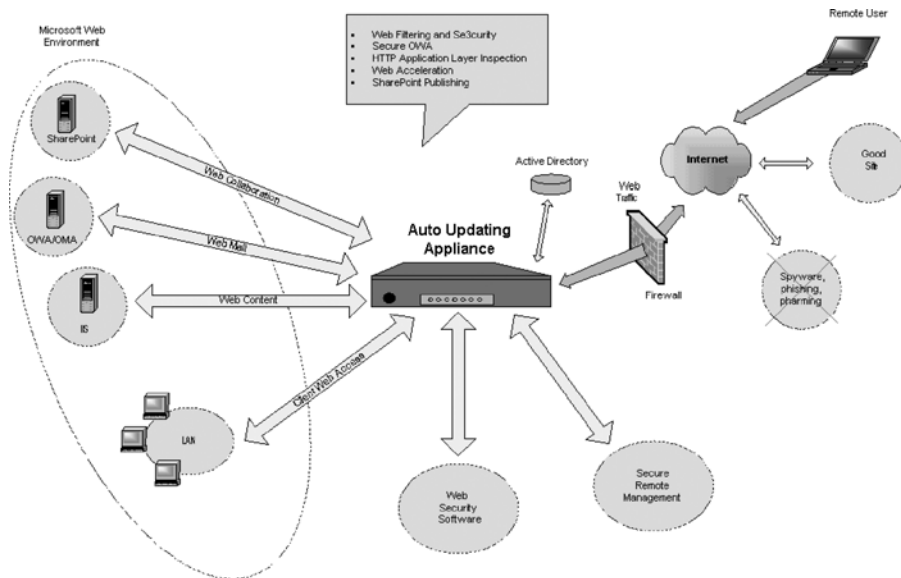 Microsoft Web
Environment
Remote User
Web Filtering and Se3curity
Secure OWA
HTTP Application Layer Inspection
Web Acceleration
SharePoint Publishing
SharePoint
Internet
Good
Site
Active Directory
Web
Traffic
Web Collaboration
OWA/OMA
Web Mail
Auto Updating
Appliance
Firewall
Spyware,
phishing,
pharming
IIS
Web Content
Client Web Access
LAN
Web
Security
Software
Secure
Remote
Management